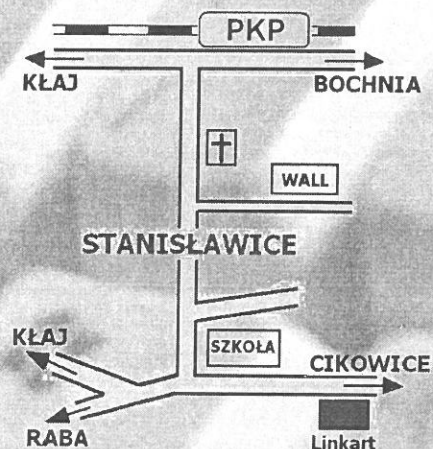 PKP
KŁAJ
BOCHNIA
WALL
STANISŁAWICE
KŁAJ
SZKOŁA
CIKOWICE
RABA
Linkart